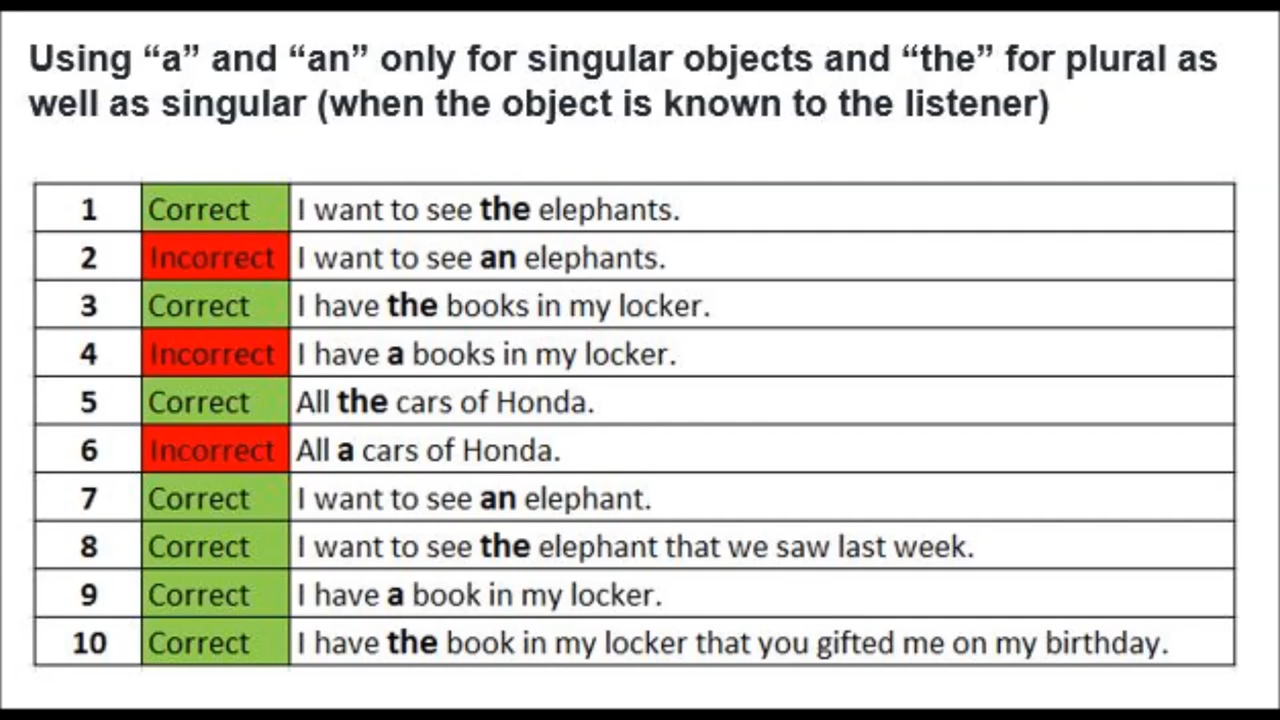 Using “a” and “an” only for singular objects and “the” for plural as
well as singular (when the object is known to the listener)
1 Correct I want to see the elephants.
2 Incorrect I want to see an elephants.
3 Correct I have the books in my locker.
4 Incorrect I have a books in my locker.
5 Correct All the cars of Honda.
6 Incorrect All a cars of Honda.
7 Correct I want to see an elephant.
8 Correct I want to see the elephant that we saw last week.
9 Correct I have a book in my locker.
10 Correct I have the book in my locker that you gifted me on my birthday.